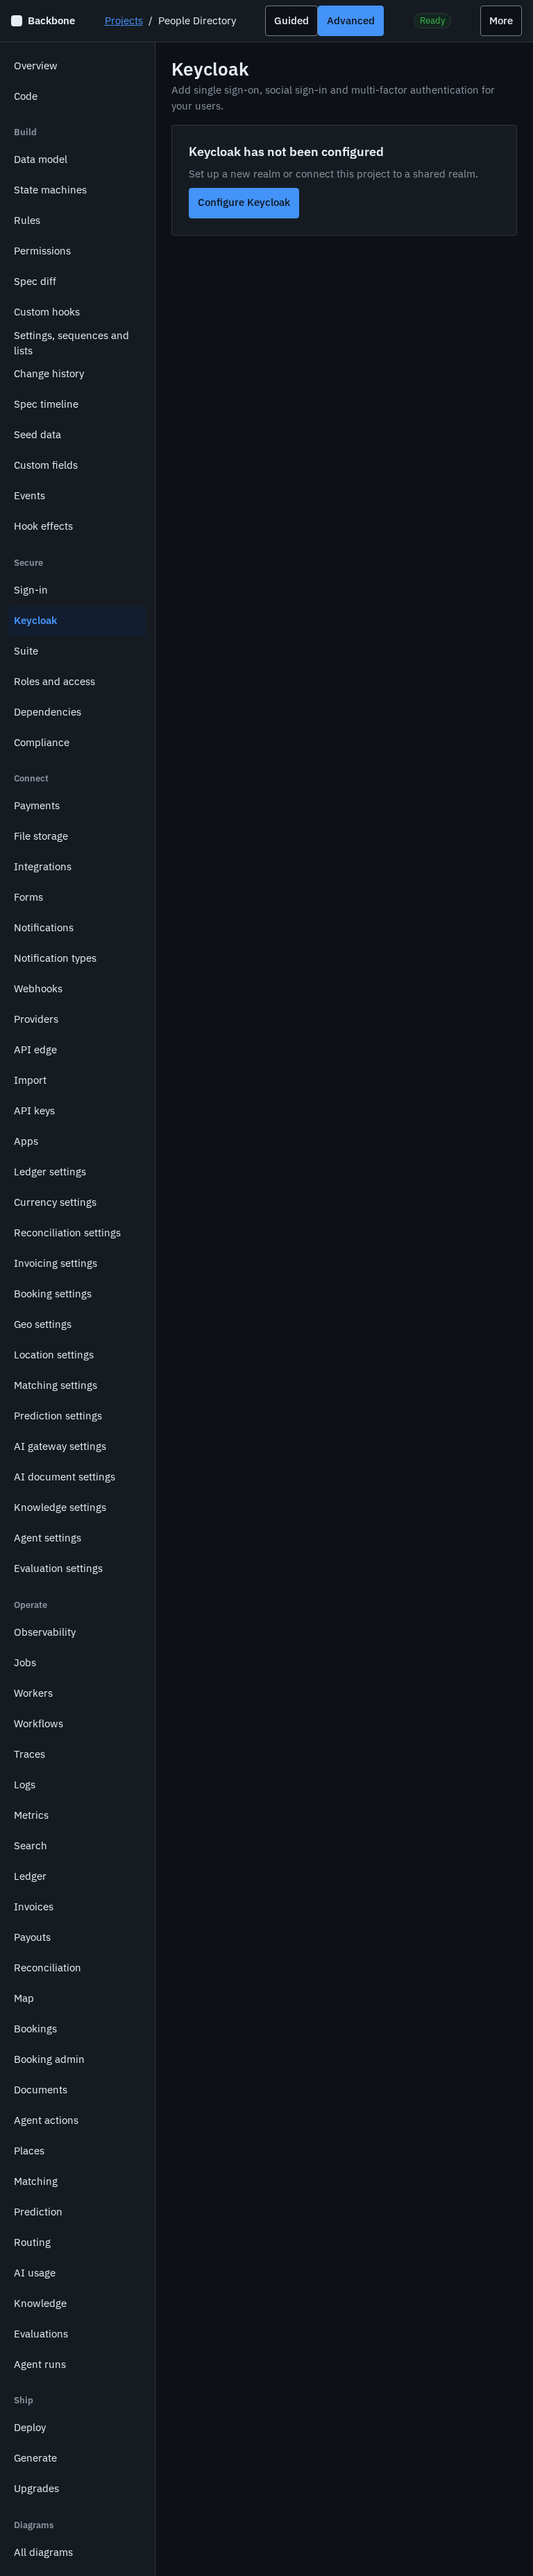 Backbone
Projects / People Directory
Guided
Advanced
Ready
More
Overview
Code
Build
Data model
State machines
Rules
Permissions
Spec diff
Custom hooks
Settings, sequences and
lists
Change history
Spec timeline
Seed data
Custom fields
Events
Hook effects
Secure
Sign-in
Keycloak
Suite
Roles and access
Dependencies
Compliance
Connect
Payments
File storage
Integrations
Forms
Notifications
Notification types
Webhooks
Providers
API edge
Import
API keys
Apps
Ledger settings
Currency settings
Reconciliation settings
Invoicing settings
Booking settings
Geo settings
Location settings
Matching settings
Prediction settings
AI gateway settings
AI document settings
Knowledge settings
Agent settings
Evaluation settings
Operate
Observability
Jobs
Workers
Workflows
Traces
Logs
Metrics
Search
Ledger
Invoices
Payouts
Reconciliation
Map
Bookings
Booking admin
Documents
Agent actions
Places
Matching
Prediction
Routing
AI usage
Knowledge
Evaluations
Agent runs
Ship
Deploy
Generate
Upgrades
Diagrams
All diagrams
Keycloak
Add single sign-on, social sign-in and multi-factor authentication for
your users.
Keycloak has not been configured
Set up a new realm or connect this project to a shared realm.
Configure Keycloak